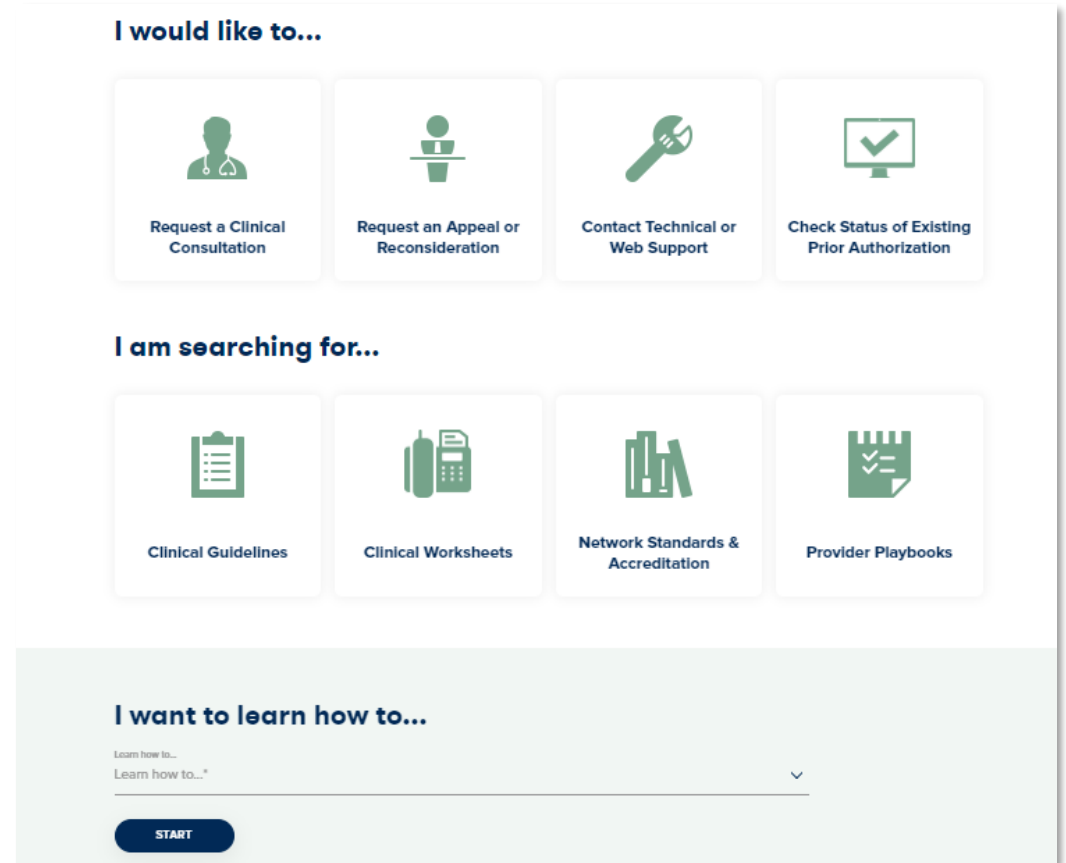 I would like to...
Request a Clinical
Consultation
Request an Appeal or
Reconsideration
Contact Technical or
Web Support
Check Status of Existing
Prior Authorization
I am searching for...
Clinical Guidelines
Clinical Worksheets
Network Standards &
Accreditation
Provider Playbooks
I want to learn how to...
Learn how to...
Learn how to...*
START